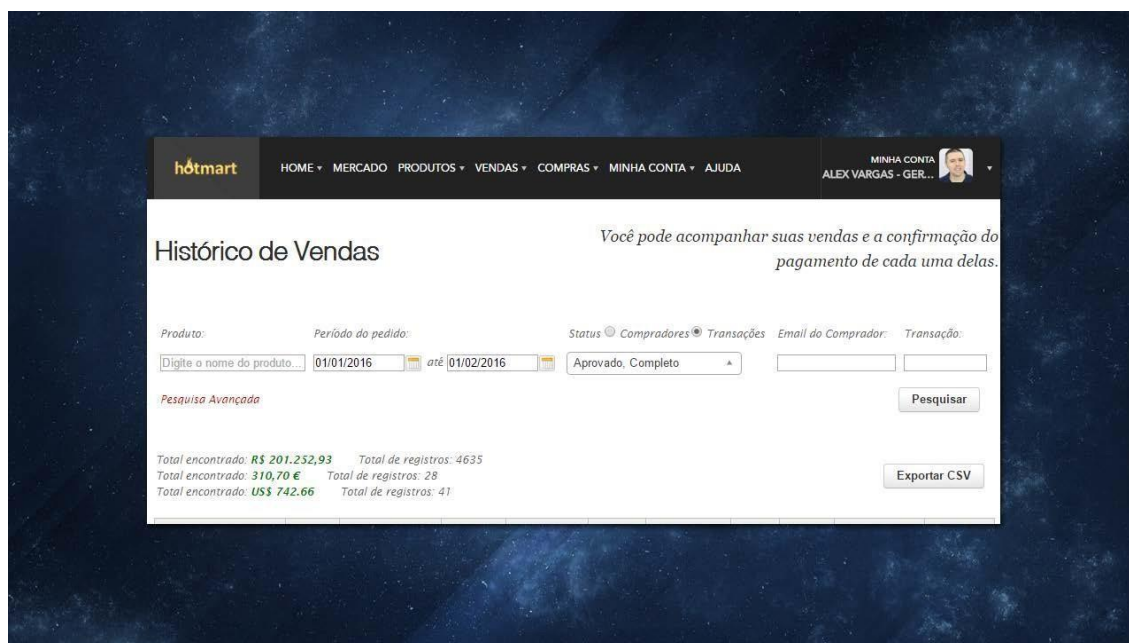 hotmart HOME MERCADO PRODUTOS VENDAS COMPRAS MINHA CONTA AJUDA MINHA CONTA
ALEX VARGAS - GER...
Histórico de Vendas
Você pode acompanhar suas vendas e a confirmação do
pagamento de cada uma delas.
Produto: Período do pedido: Status Compradores Transações Email do Comprador: Transação:
Digite o nome do produto... 01/01/2016 até 01/02/2016 Aprovado, Completo
Pesquisa Avançada Pesquisar
Total encontrado: R$ 201.252,93 Total de registros: 4635
Total encontrado: 310,70 € Total de registros: 28
Total encontrado: US$ 742.66 Total de registros: 41
Exportar CSV